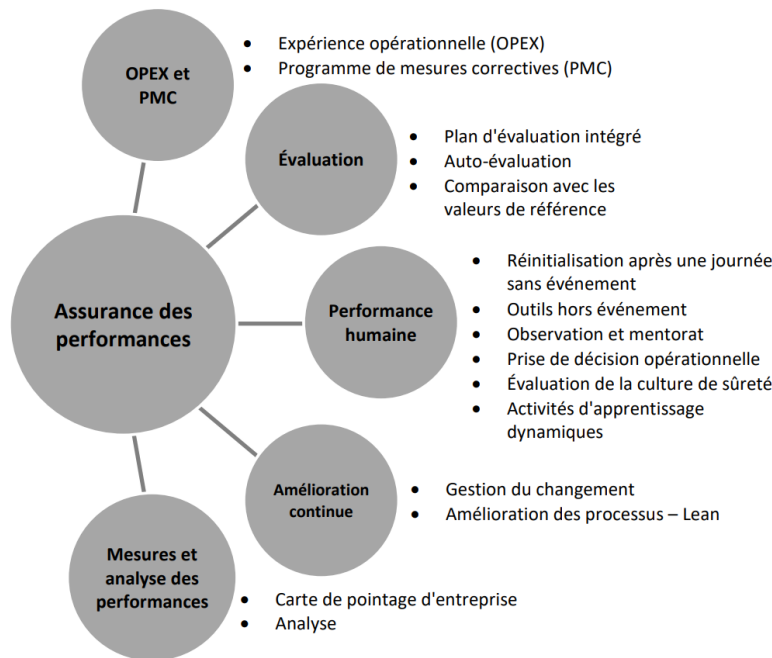 OPEX et
PMC
• Expérience opérationnelle (OPEX)
• Programme de mesures correctives (PMC)
Évaluation
• Plan d'évaluation intégré
• Auto-évaluation
• Comparaison avec les
valeurs de référence
Assurance des
performances
Performance
humaine
• Réinitialisation après une journée
sans événement
• Outils hors événement
• Observation et mentorat
• Prise de décision opérationnelle
• Évaluation de la culture de sûreté
• Activités d'apprentissage
dynamiques
Amélioration
continue
• Gestion du changement
• Amélioration des processus – Lean
Mesures et
analyse des
performances
• Carte de pointage d'entreprise
• Analyse